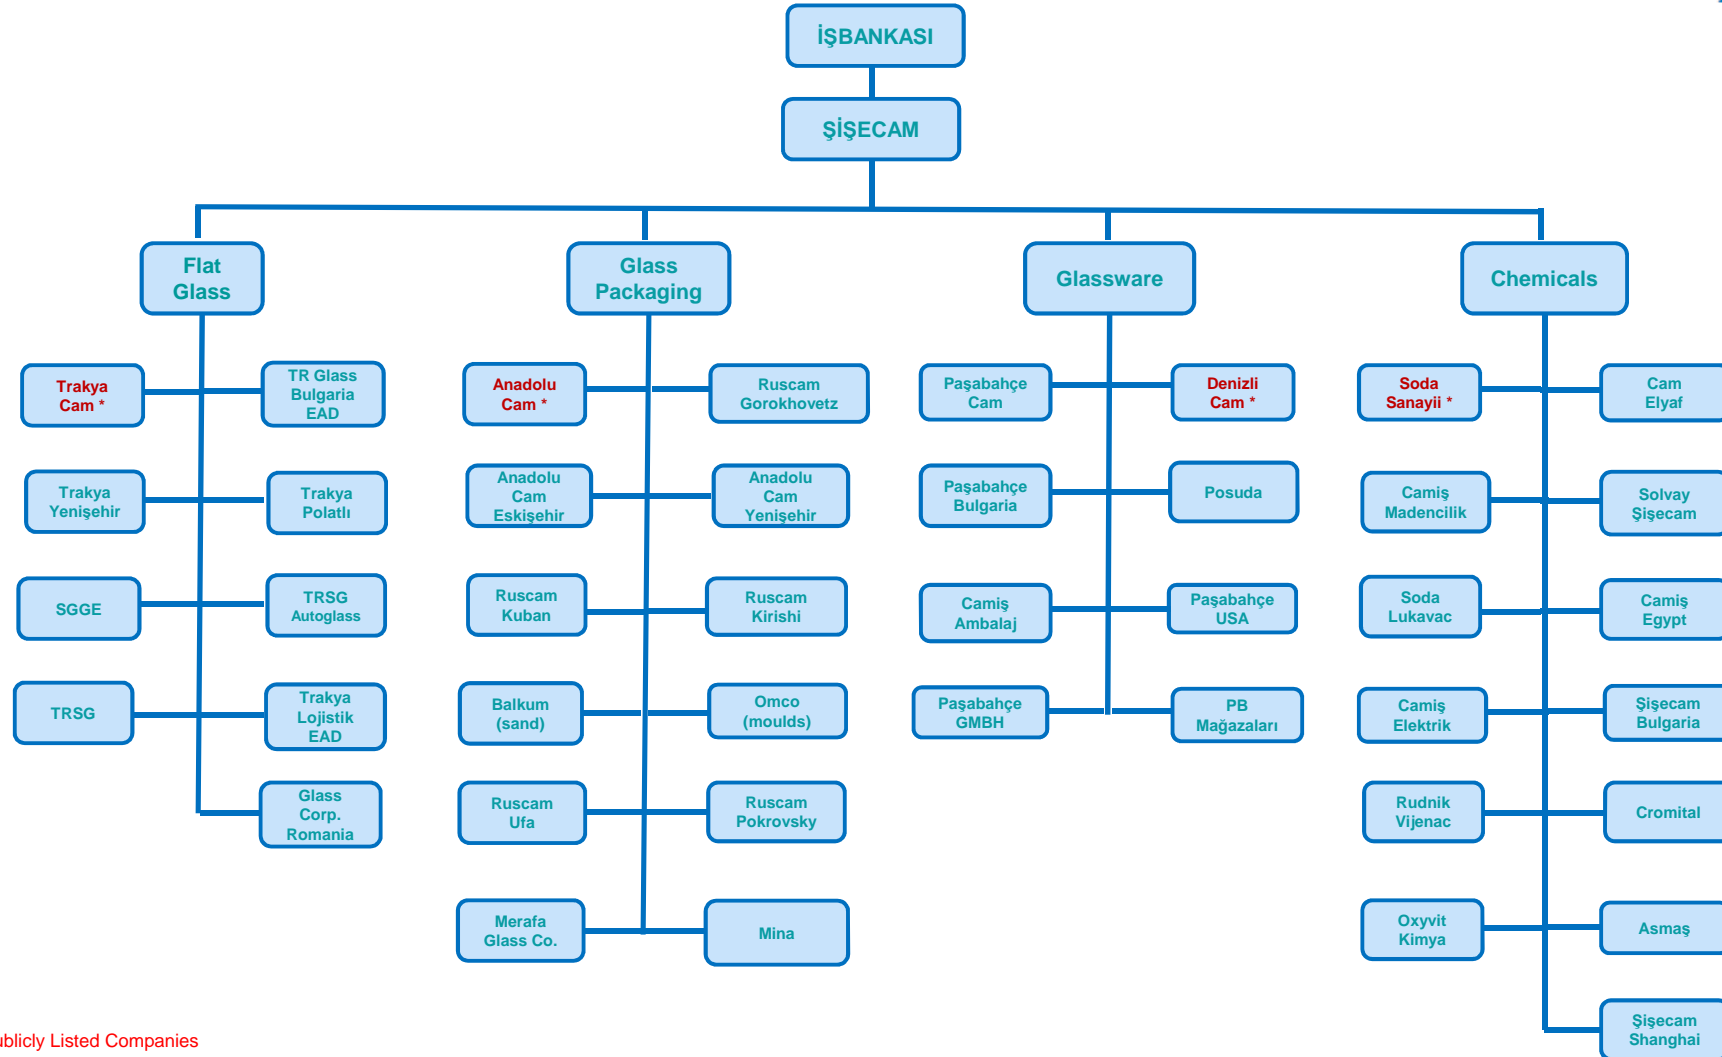 İŞBANKASI
ŞİŞECAM
Flat
Glass
Glass
Packaging
Glassware
Chemicals
Trakya
Cam *
TR Glass
Bulgaria
EAD
Trakya
Yenişehir
Trakya
Polatlı
SGGE
TRSG
Autoglass
TRSG
Trakya
Lojistik
EAD
Glass
Corp.
Romania
Anadolu
Cam *
Ruscam
Gorokhovetz
Anadolu
Cam
Eskişehir
Anadolu
Cam
Yenişehir
Ruscam
Kuban
Ruscam
Kirishi
Balkum
(sand)
Omco
(moulds)
Ruscam
Ufa
Ruscam
Pokrovsky
Merafa
Glass Co.
Mina
Paşabahçe
Cam
Denizli
Cam *
Paşabahçe
Bulgaria
Posuda
Camiş
Ambalaj
Paşabahçe
USA
Paşabahçe
GMBH
PB
Mağazaları
Soda
Sanayii *
Cam
Elyaf
Camiş
Madencilik
Solvay
Şişecam
Soda
Lukavac
Camiş
Egypt
Camiş
Elektrik
Şişecam
Bulgaria
Rudnik
Vijenac
Cromital
Oxyvit
Kimya
Asmaş
Şişecam
Shanghai
ublicly Listed Companies